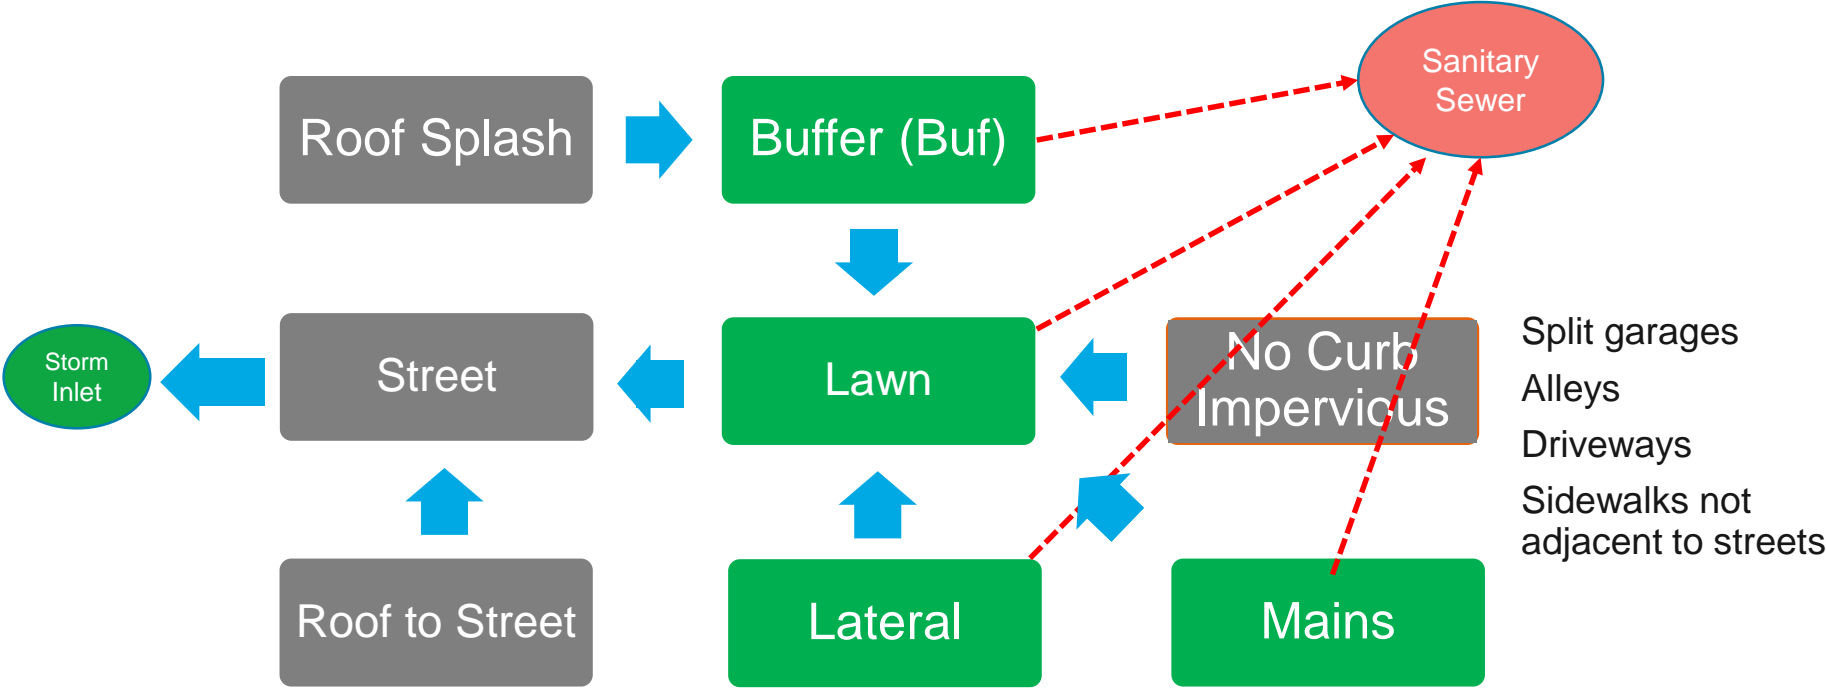 Sanitary
Sewer
Roof Splash
Buffer (Buf)
Storm
Inlet
Street
Lawn
No Curb
Impervious
Split garages
Alleys
Driveways
Sidewalks not
adjacent to streets
Roof to Street
Lateral
Mains